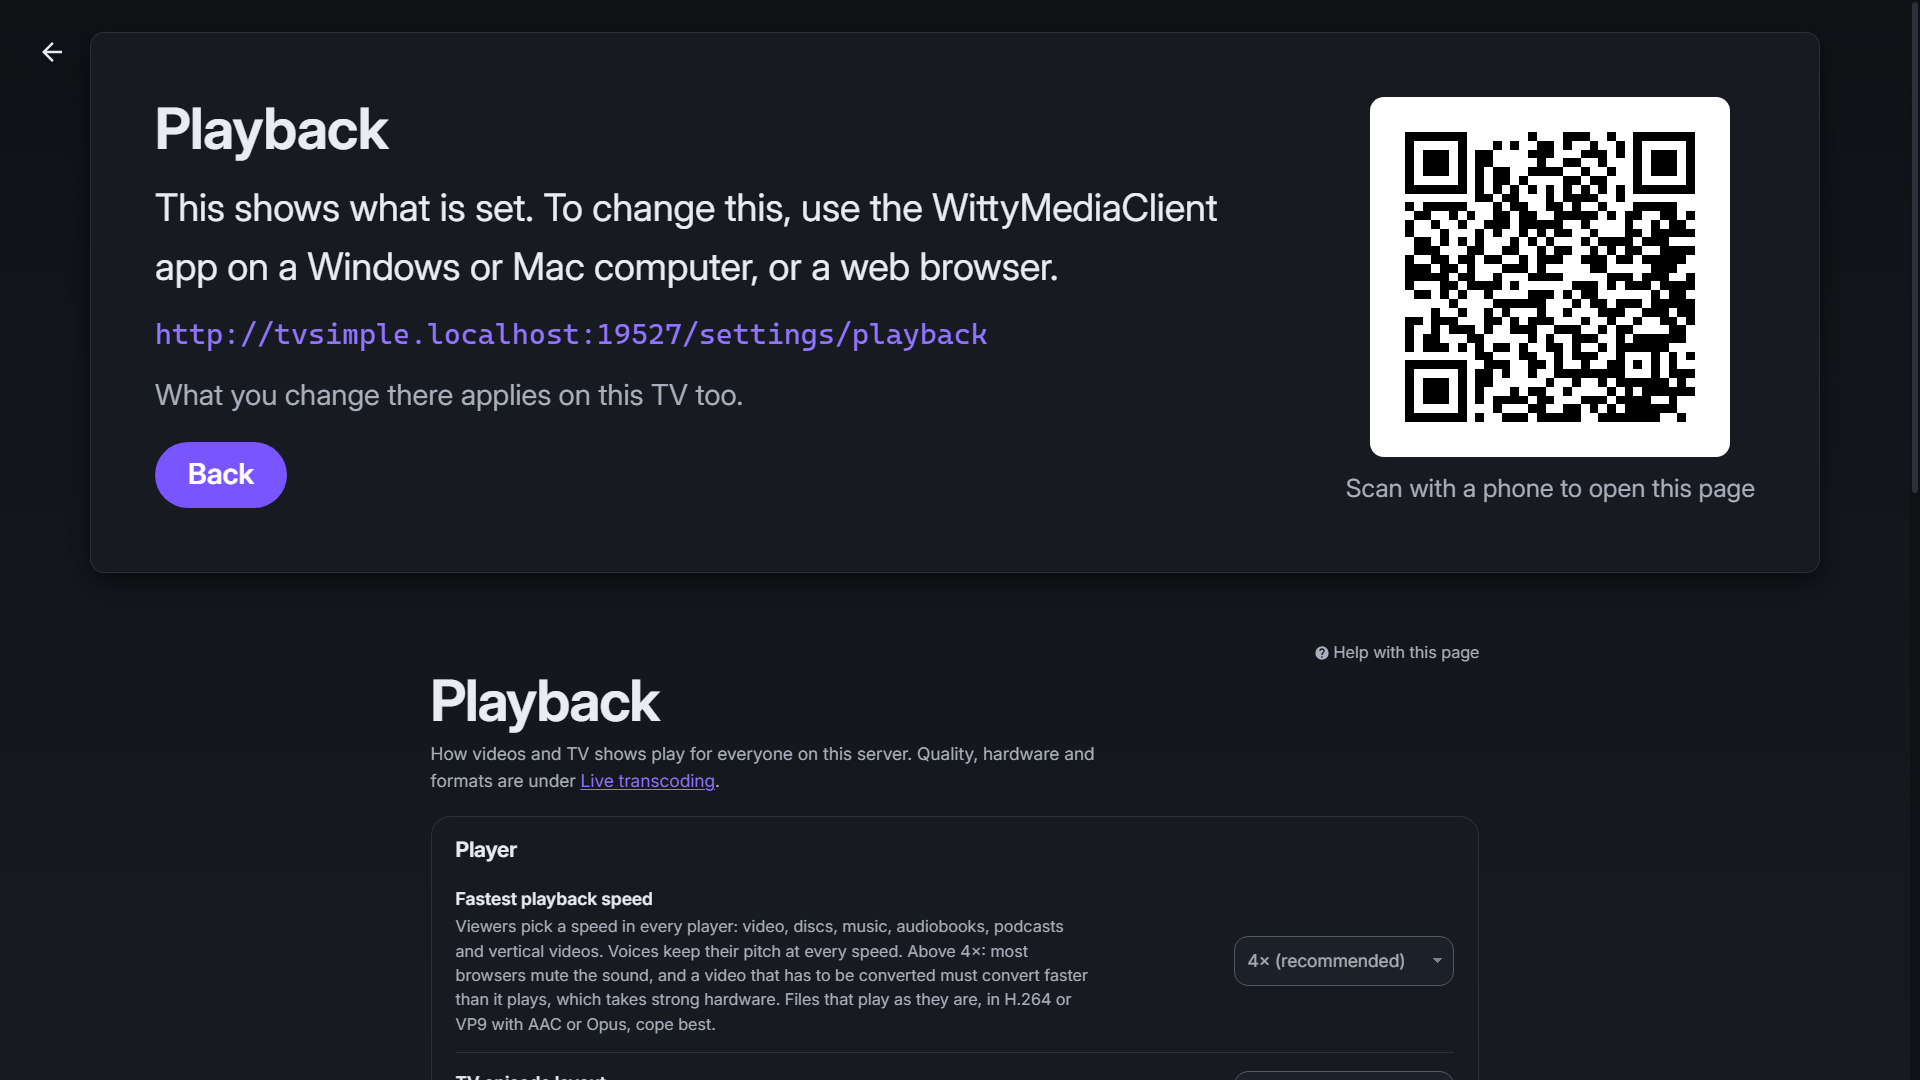 Playback
This shows what is set. To change this, use the WittyMediaClient
app on a Windows or Mac computer, or a web browser.
http://tvsimple.localhost:19527/settings/playback
What you change there applies on this TV too.
Back
Scan with a phone to open this page
Help with this page
Playback
How videos and TV shows play for everyone on this server. Quality, hardware and
formats are under Live transcoding.
Player
Fastest playback speed
Viewers pick a speed in every player: video, discs, music, audiobooks, podcasts
and vertical videos. Voices keep their pitch at every speed. Above 4×: most
browsers mute the sound, and a video that has to be converted must convert faster
than it plays, which takes strong hardware. Files that play as they are, in H.264 or
VP9 with AAC or Opus, cope best.
4× (recommended)